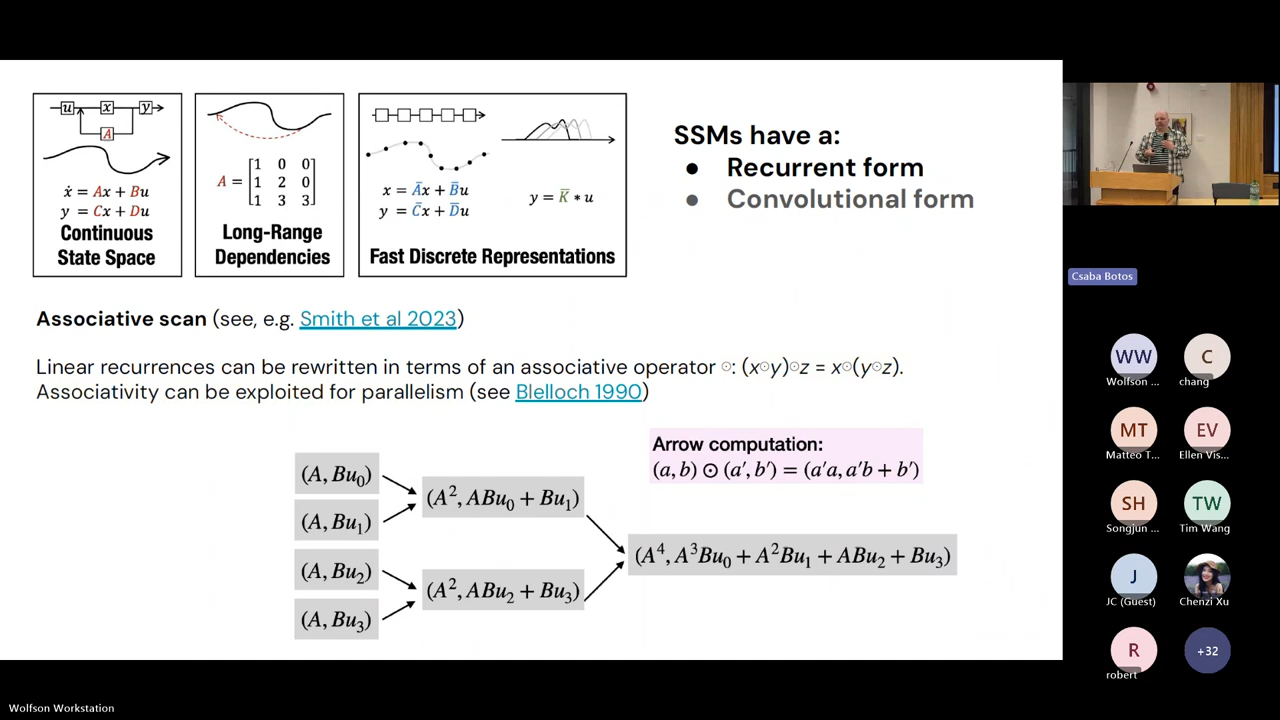 u x y
A
ẋ = Ax + Bu
y = Cx + Du
Continuous
State Space
A = [1 0 0
1 2 0
1 3 3]
Long-Range
Dependencies
x = A̅x + B̅u
y = C̅x + D̅u
y = K̅ * u
Fast Discrete Representations
SSMs have a:
● Recurrent form
● Convolutional form
Associative scan (see, e.g. Smith et al 2023)
Linear recurrences can be rewritten in terms of an associative operator ○: (x○y)○z = x○(y○z).
Associativity can be exploited for parallelism (see Blelloch 1990)
Arrow computation:
(a, b) ⊙ (a′, b′) = (a′a, a′b + b′)
(A, Bu₀)
(A, Bu₁)
(A, Bu₂)
(A, Bu₃)
(A², ABu₀ + Bu₁)
(A², ABu₂ + Bu₃)
(A⁴, A³Bu₀ + A²Bu₁ + ABu₂ + Bu₃)
Csaba Botos
WW C
Wolfson ... chang
MT EV
Matteo T... Ellen Vis...
SH TW
Songjun ... Tim Wang
J
JC (Guest) Chenzi Xu
R +32
robert
Wolfson Workstation